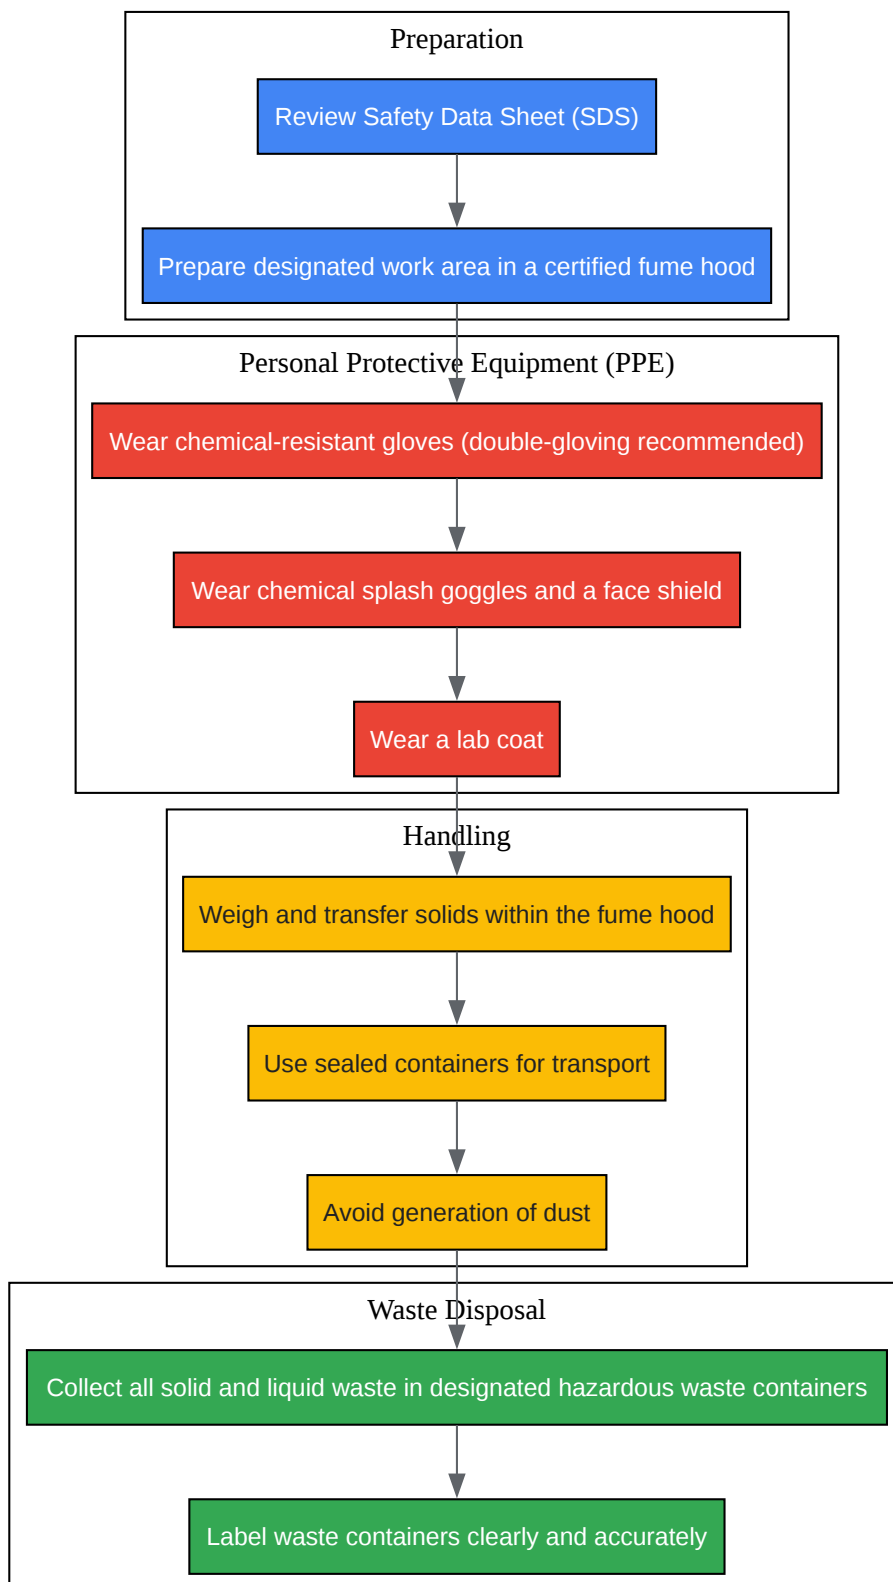 Preparation
Review Safety Data Sheet (SDS)
Prepare designated work area in a certified fume hood
Personal Protective Equipment (PPE)
Wear chemical-resistant gloves (double-gloving recommended)
Wear chemical splash goggles and a face shield
Wear a lab coat
Handling
Weigh and transfer solids within the fume hood
Use sealed containers for transport
Avoid generation of dust
Waste Disposal
Collect all solid and liquid waste in designated hazardous waste containers
Label waste containers clearly and accurately